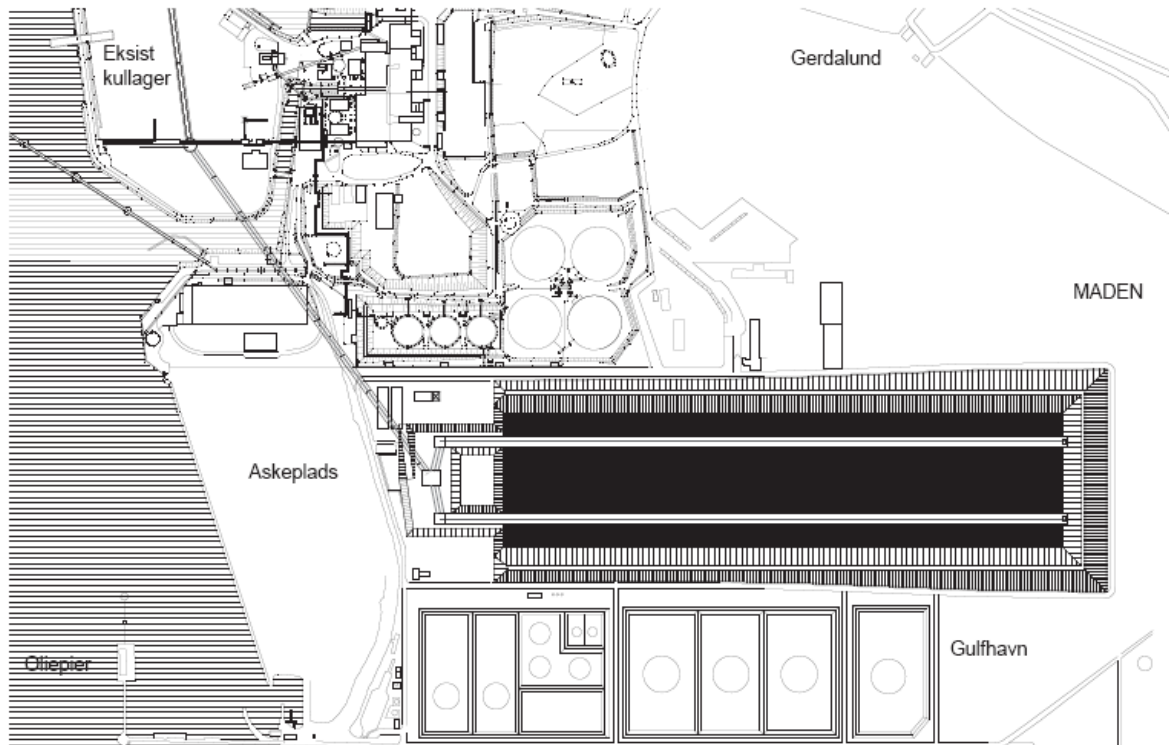 Eksist
kullager
Gerdalund
MADEN
Askeplads
Oliepier
Gulfhavn